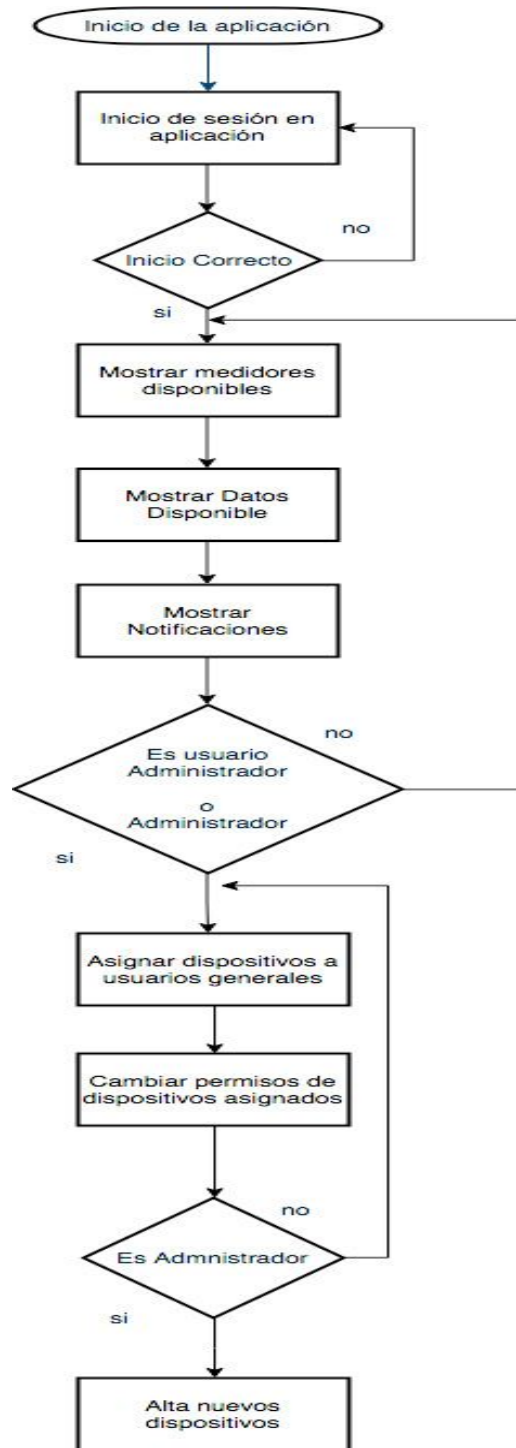 Inicio de la aplicación
Inicio de sesión en
aplicación
no
Inicio Correcto
si
Mostrar medidores
disponibles
Mostrar Datos
Disponible
Mostrar
Notificaciones
no
Es usuario
Administrador
o
Administrador
si
Asignar dispositivos a
usuarios generales
Cambiar permisos de
dispositivos asignados
no
Es Admnistrador
si
Alta nuevos
dispositivos